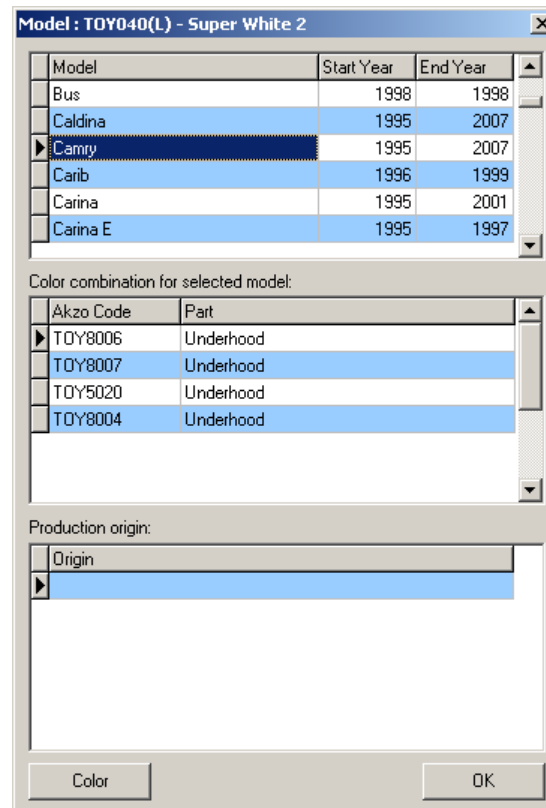 Model : TOY040(L) - Super White 2
Model Start Year End Year
Bus 1998 1998
Caldina 1995 2007
Camry 1995 2007
Carib 1996 1999
Carina 1995 2001
Carina E 1995 1997
Color combination for selected model:
Akzo Code Part
TOY8006 Underhood
TOY8007 Underhood
TOY5020 Underhood
TOY8004 Underhood
Production origin:
Origin
Color OK